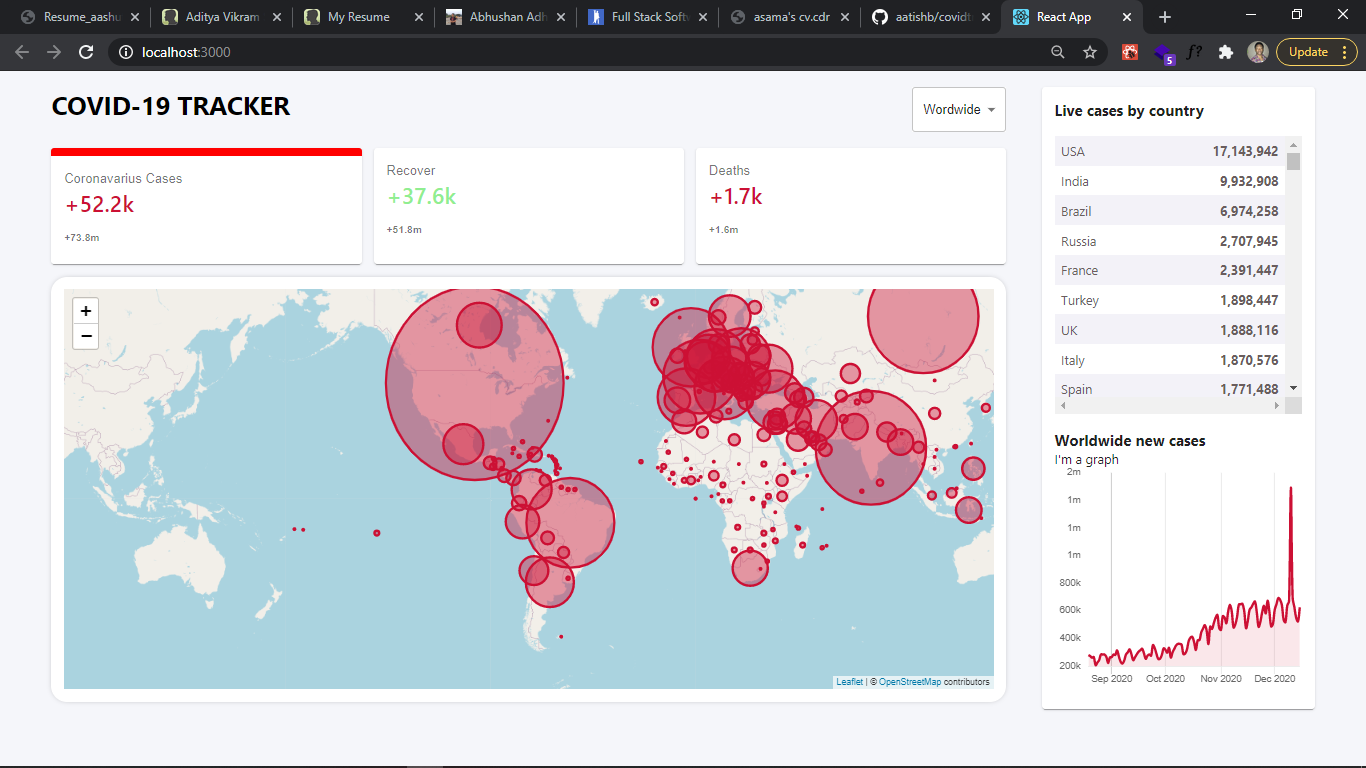 Resume_aashu
Aditya Vikram
My Resume
Abhushan Adh
Full Stack Softw
asama's cv.cdr
aatishb/covidt
React App
localhost:3000
5
f?
Update
COVID-19 TRACKER
Wordwide
Coronavarius Cases
+52.2k
+73.8m
Recover
+37.6k
+51.8m
Deaths
+1.7k
+1.6m
+
−
Leaflet | © OpenStreetMap contributors
Live cases by country
USA 17,143,942
India 9,932,908
Brazil 6,974,258
Russia 2,707,945
France 2,391,447
Turkey 1,898,447
UK 1,888,116
Italy 1,870,576
Spain 1,771,488
Worldwide new cases
I'm a graph
2m
1m
1m
1m
800k
600k
400k
200k
Sep 2020 Oct 2020 Nov 2020 Dec 2020